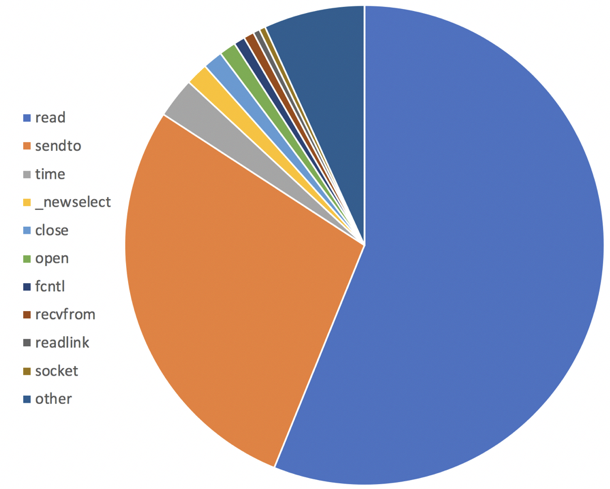 read
sendto
time
_newselect
close
open
fcntl
recvfrom
readlink
socket
other